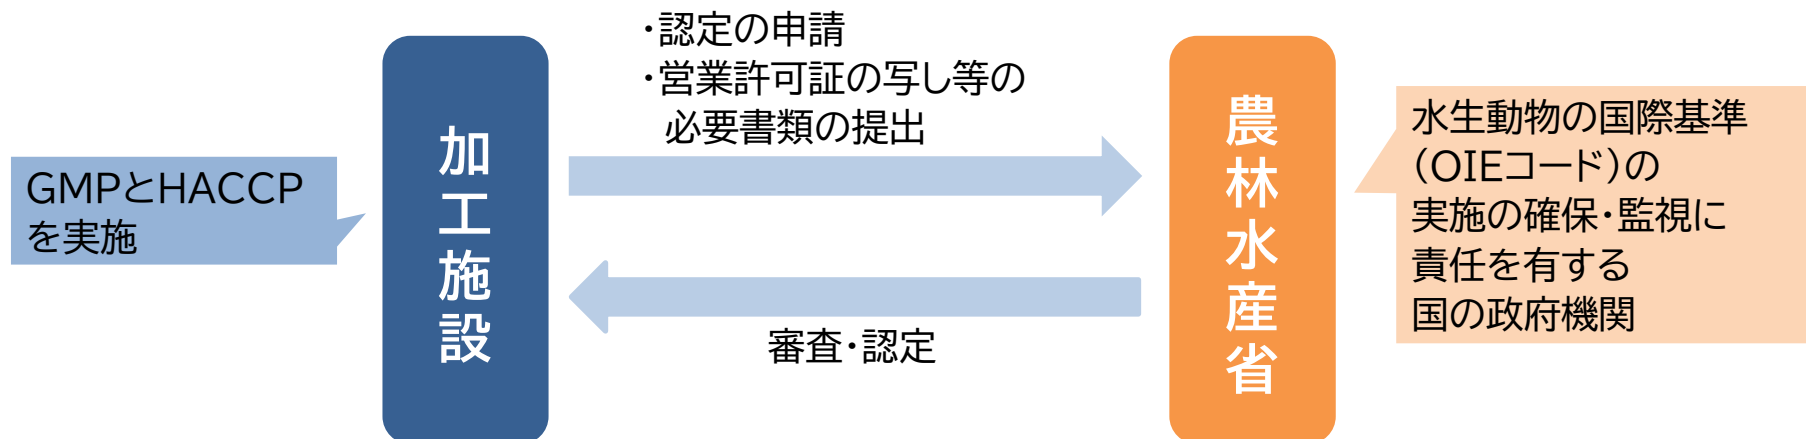 ・認定の申請
・営業許可証の写し等の
必要書類の提出
GMPとHACCP
を実施
加工施設
農林水産省
水生動物の国際基準
(OIEコード)の
実施の確保・監視に
責任を有する
国の政府機関
審査・認定